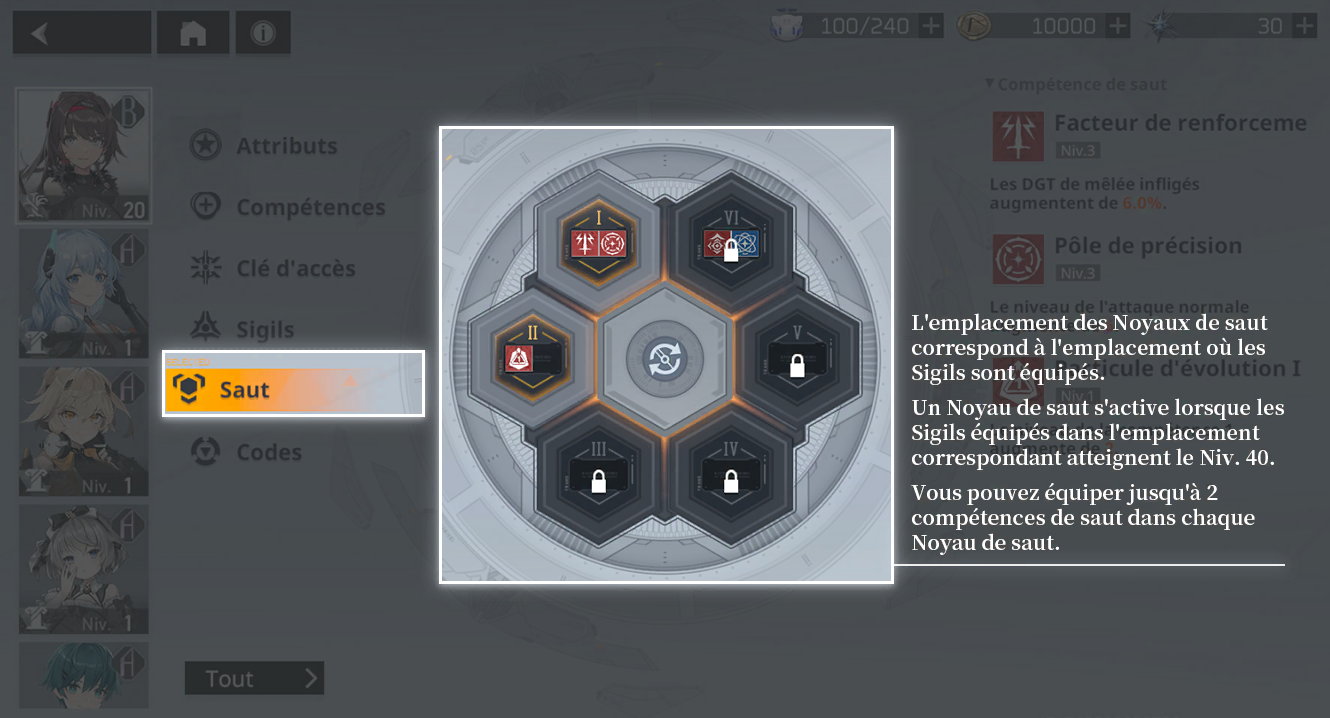 100/240
10000
30
B
Niv. 20
A
Niv. 1
A
Niv. 1
A
Niv. 1
A
Attributs
Compétences
Clé d'accès
Sigils
Saut
Codes
Tout
I
VI
II
V
III
IV
Compétence de saut
Facteur de renforceme
Niv.3
Les DGT de mêlée infligés
augmentent de 6.0%.
Pôle de précision
Niv.3
Le niveau de l'attaque normale
L'emplacement des Noyaux de saut
correspond à l'emplacement où les
Sigils sont équipés.
Un Noyau de saut s'active lorsque les
Sigils équipés dans l'emplacement
correspondant atteignent le Niv. 40.
Vous pouvez équiper jusqu'à 2
compétences de saut dans chaque
Noyau de saut.